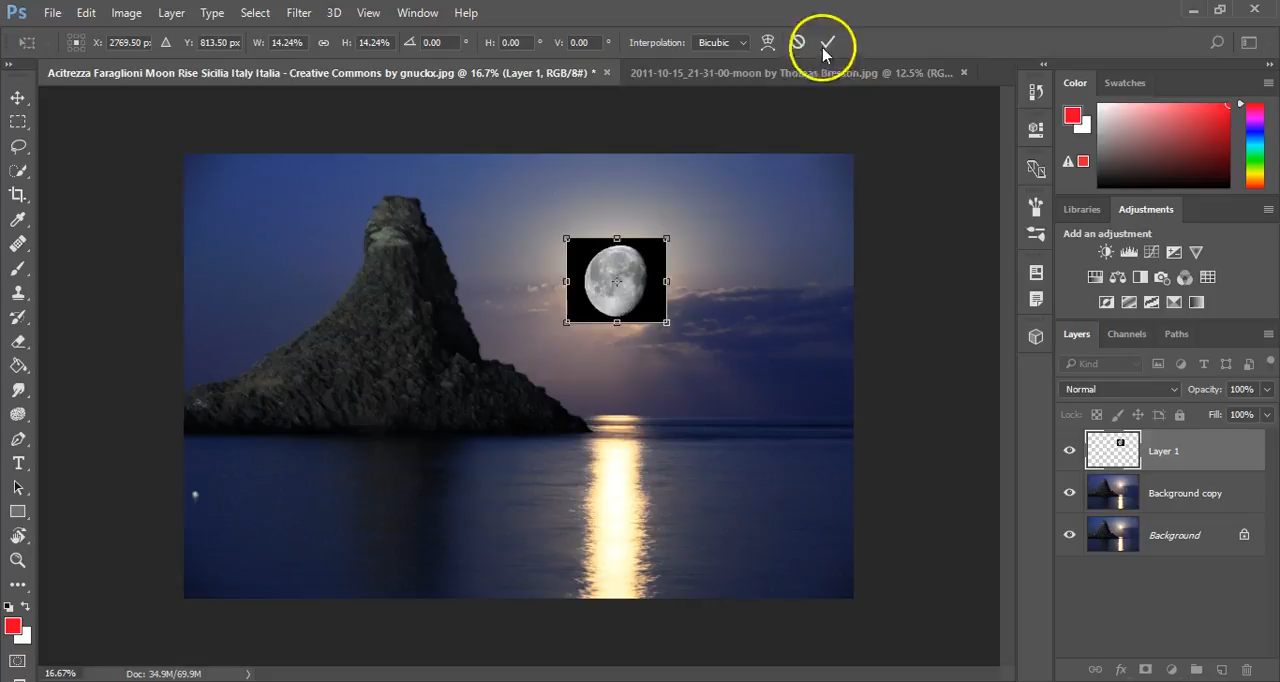 Ps File Edit Image Layer Type Select Filter 3D View Window Help
X: 2769.50 px Y: 813.50 px W: 14.24% H: 14.24% 0.00 ° H: 0.00 ° V: 0.00 ° Interpolation: Bicubic
Acitrezza Faraglioni Moon Rise Sicilia Italy Italia - Creative Commons by gnuckx.jpg @ 16.7% (Layer 1, RGB/8#) * × 2011-10-15_21-31-00-moon by Thomas Bresson.jpg @ 12.5% (RG... ×
Color Swatches
Libraries Adjustments
Add an adjustment
Layers Channels Paths
Kind
Normal Opacity: 100%
Lock: Fill: 100%
Layer 1
Background copy
Background
16.67% Doc: 34.9M/69.9M